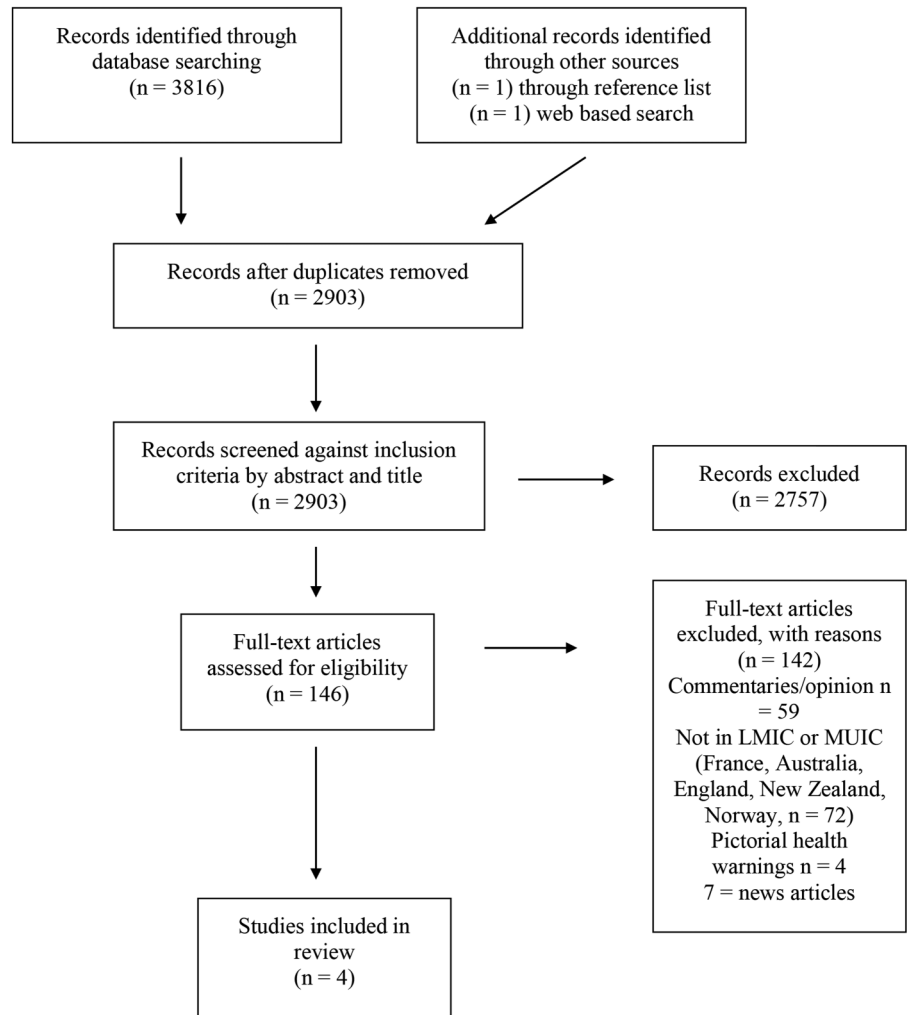 Records identified through
database searching
(n = 3816)
Additional records identified
through other sources
(n = 1) through reference list
(n = 1) web based search
Records after duplicates removed
(n = 2903)
Records screened against inclusion
criteria by abstract and title
(n = 2903)
Records excluded
(n = 2757)
Full-text articles
assessed for eligibility
(n = 146)
Full-text articles
excluded, with reasons
(n = 142)
Commentaries/opinion n
= 59
Not in LMIC or MUIC
(France, Australia,
England, New Zealand,
Norway, n = 72)
Pictorial health
warnings n = 4
7 = news articles
Studies included in
review
(n = 4)